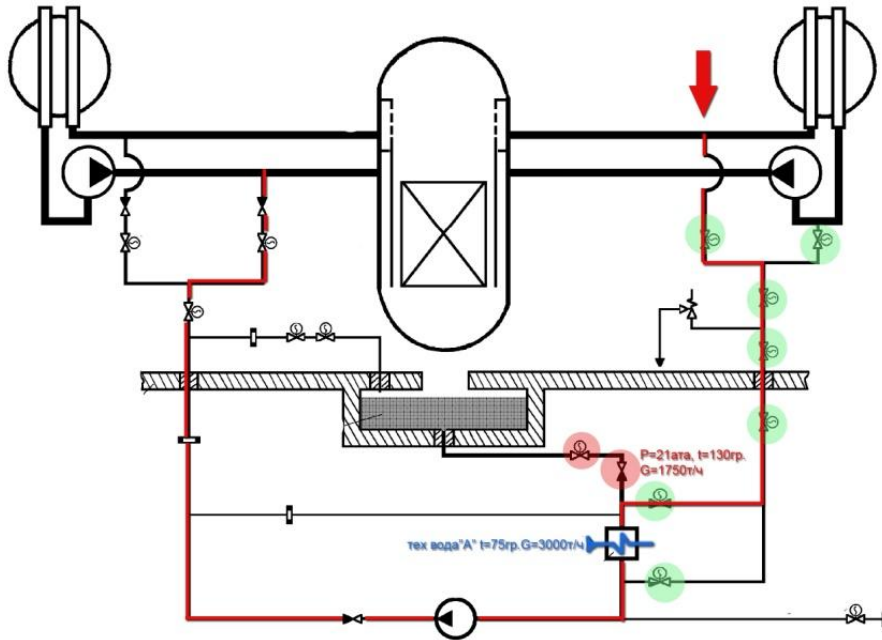 P=21ата, t=130гр.
G=1750т/ч
тех вода"А" t=75гр.G=3000т/ч